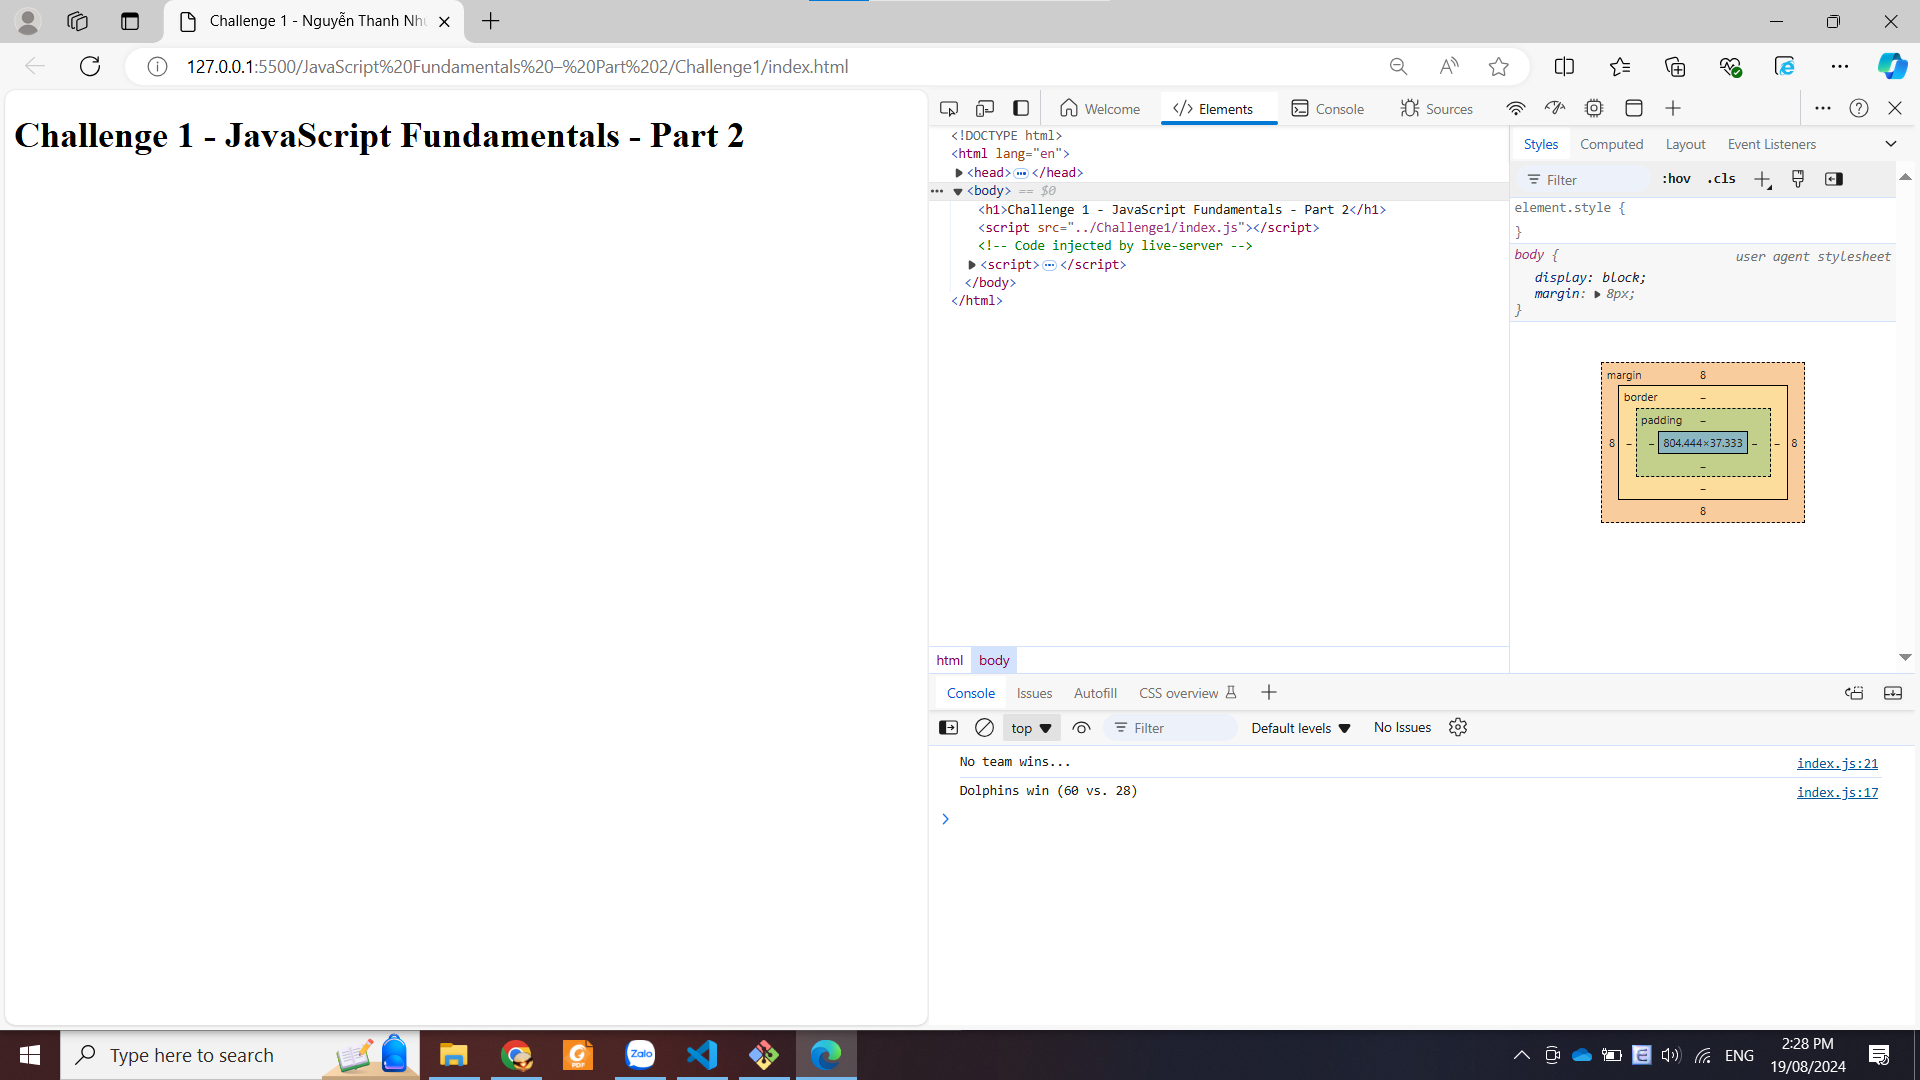 Challenge 1 - Nguyễn Thanh Nh
127.0.0.1:5500/JavaScript%20Fundamentals%20–%20Part%202/Challenge1/index.html
Challenge 1 - JavaScript Fundamentals - Part 2
Welcome
Elements
Console
Sources
<!DOCTYPE html>
<html lang="en">
<head> </head>
<body> == $0
<h1>Challenge 1 - JavaScript Fundamentals - Part 2</h1>
<script src="../Challenge1/index.js"></script>
<!-- Code injected by live-server -->
<script> </script>
</body>
</html>
html body
Styles Computed Layout Event Listeners
Filter :hov .cls
element.style {
}
body { user agent stylesheet
display: block;
margin: 8px;
}
margin 8
border –
padding –
8 – – 804.444×37.333 – – 8
–
–
8
Console Issues Autofill CSS overview
top Filter Default levels No Issues
No team wins... index.js:21
Dolphins win (60 vs. 28) index.js:17
Type here to search
PDF
Zalo
ENG
2:28 PM
19/08/2024